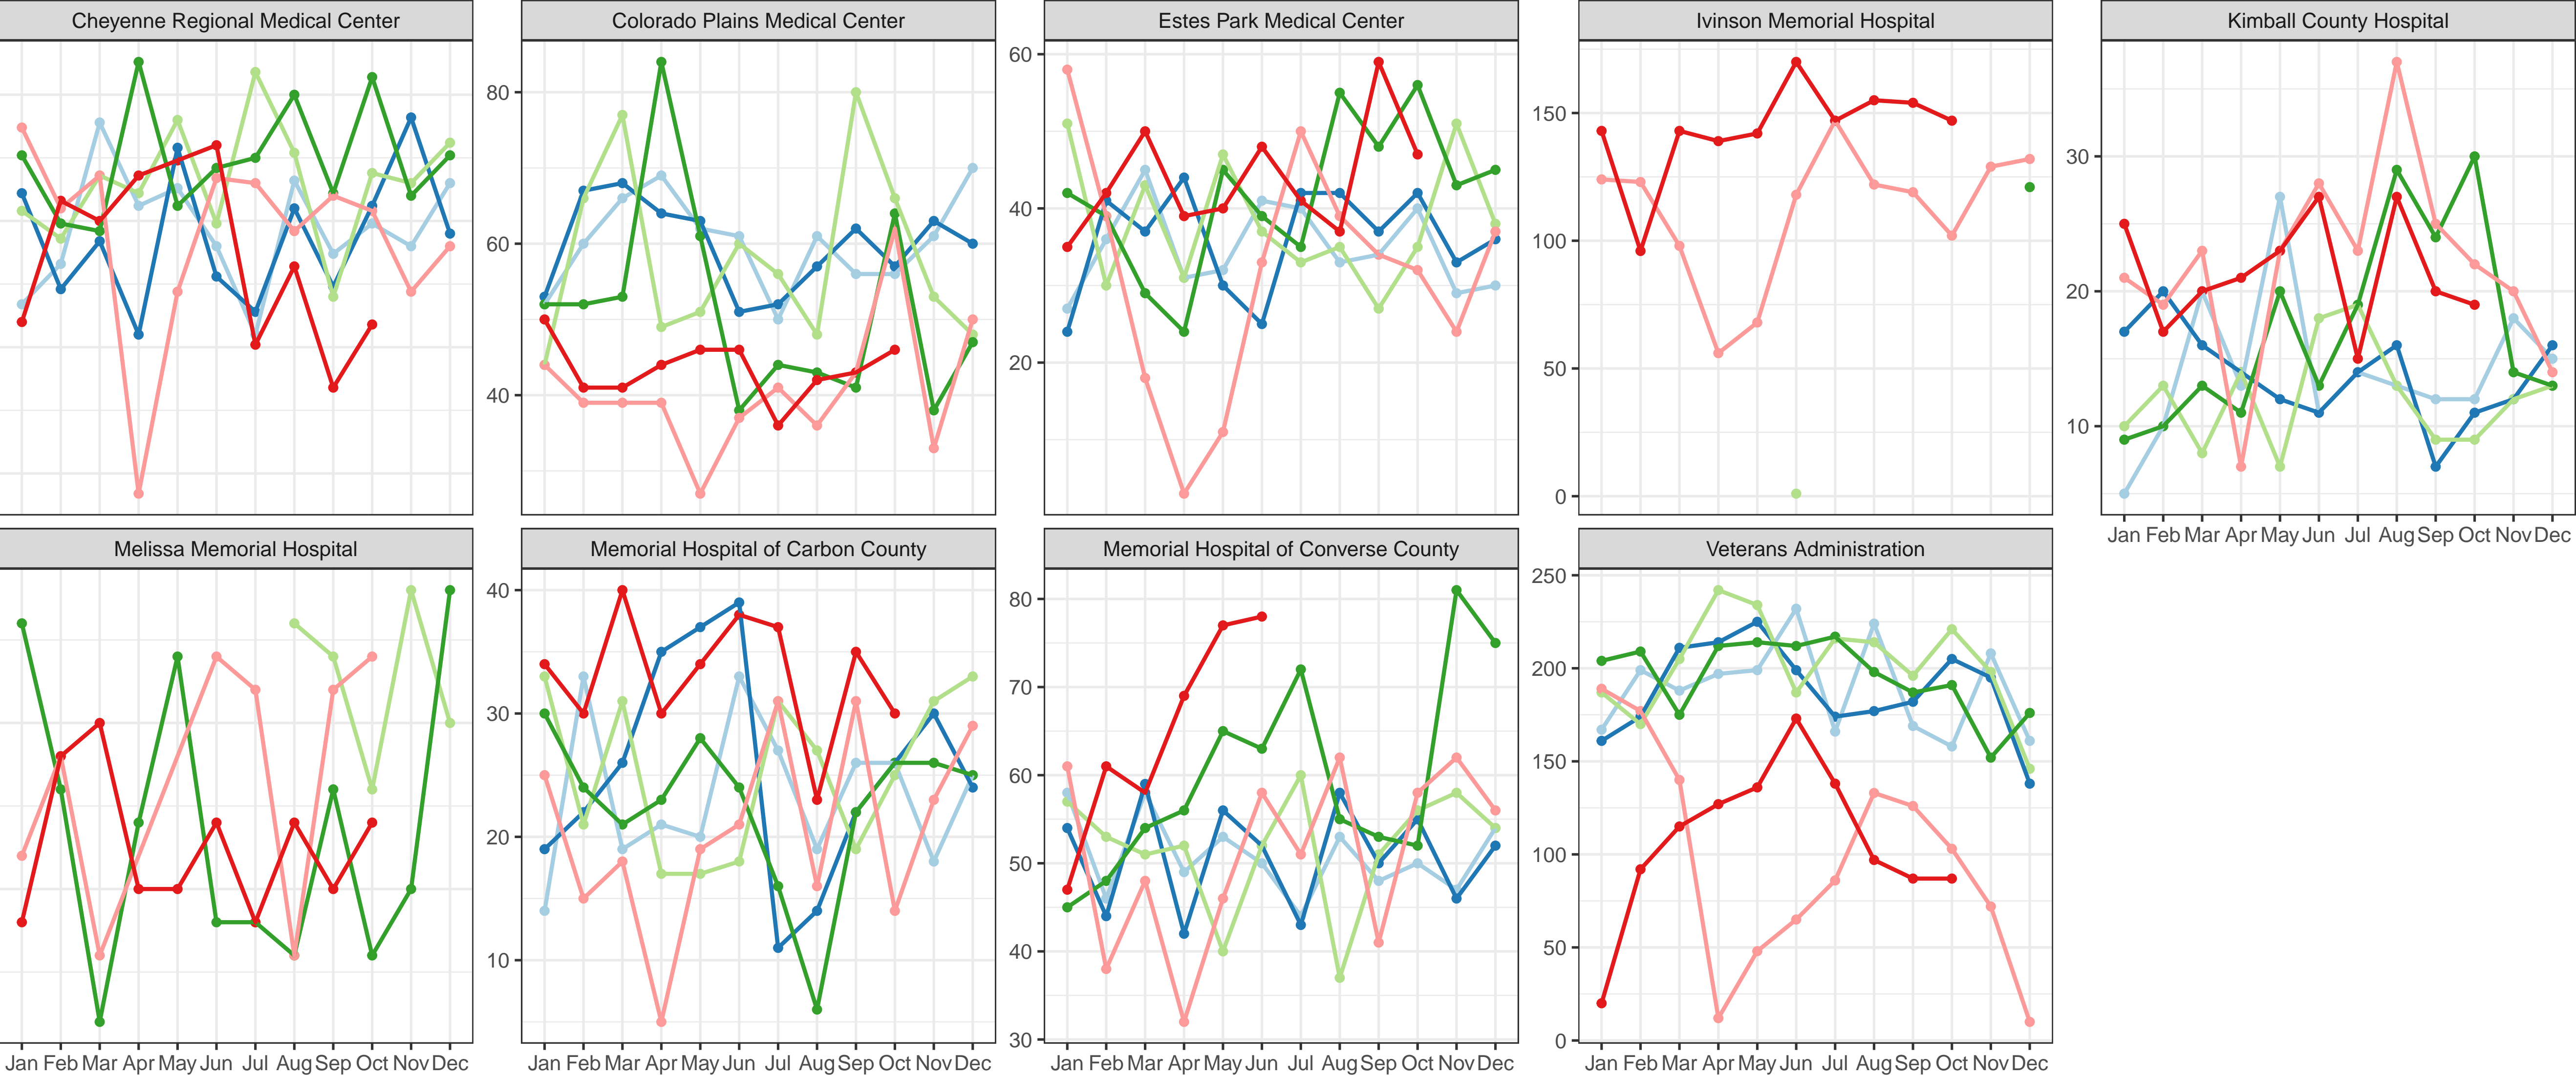 Cheyenne Regional Medical Center
Colorado Plains Medical Center
Estes Park Medical Center
Ivinson Memorial Hospital
Kimball County Hospital
80
60
40
60
40
20
150
100
50
0
30
20
10
Jan Feb Mar Apr May Jun Jul Aug Sep Oct Nov Dec
Melissa Memorial Hospital
Memorial Hospital of Carbon County
Memorial Hospital of Converse County
Veterans Administration
40
30
20
10
80
70
60
50
40
30
250
200
150
100
50
0
Jan Feb Mar Apr May Jun Jul Aug Sep Oct Nov Dec
Jan Feb Mar Apr May Jun Jul Aug Sep Oct Nov Dec
Jan Feb Mar Apr May Jun Jul Aug Sep Oct Nov Dec
Jan Feb Mar Apr May Jun Jul Aug Sep Oct Nov Dec